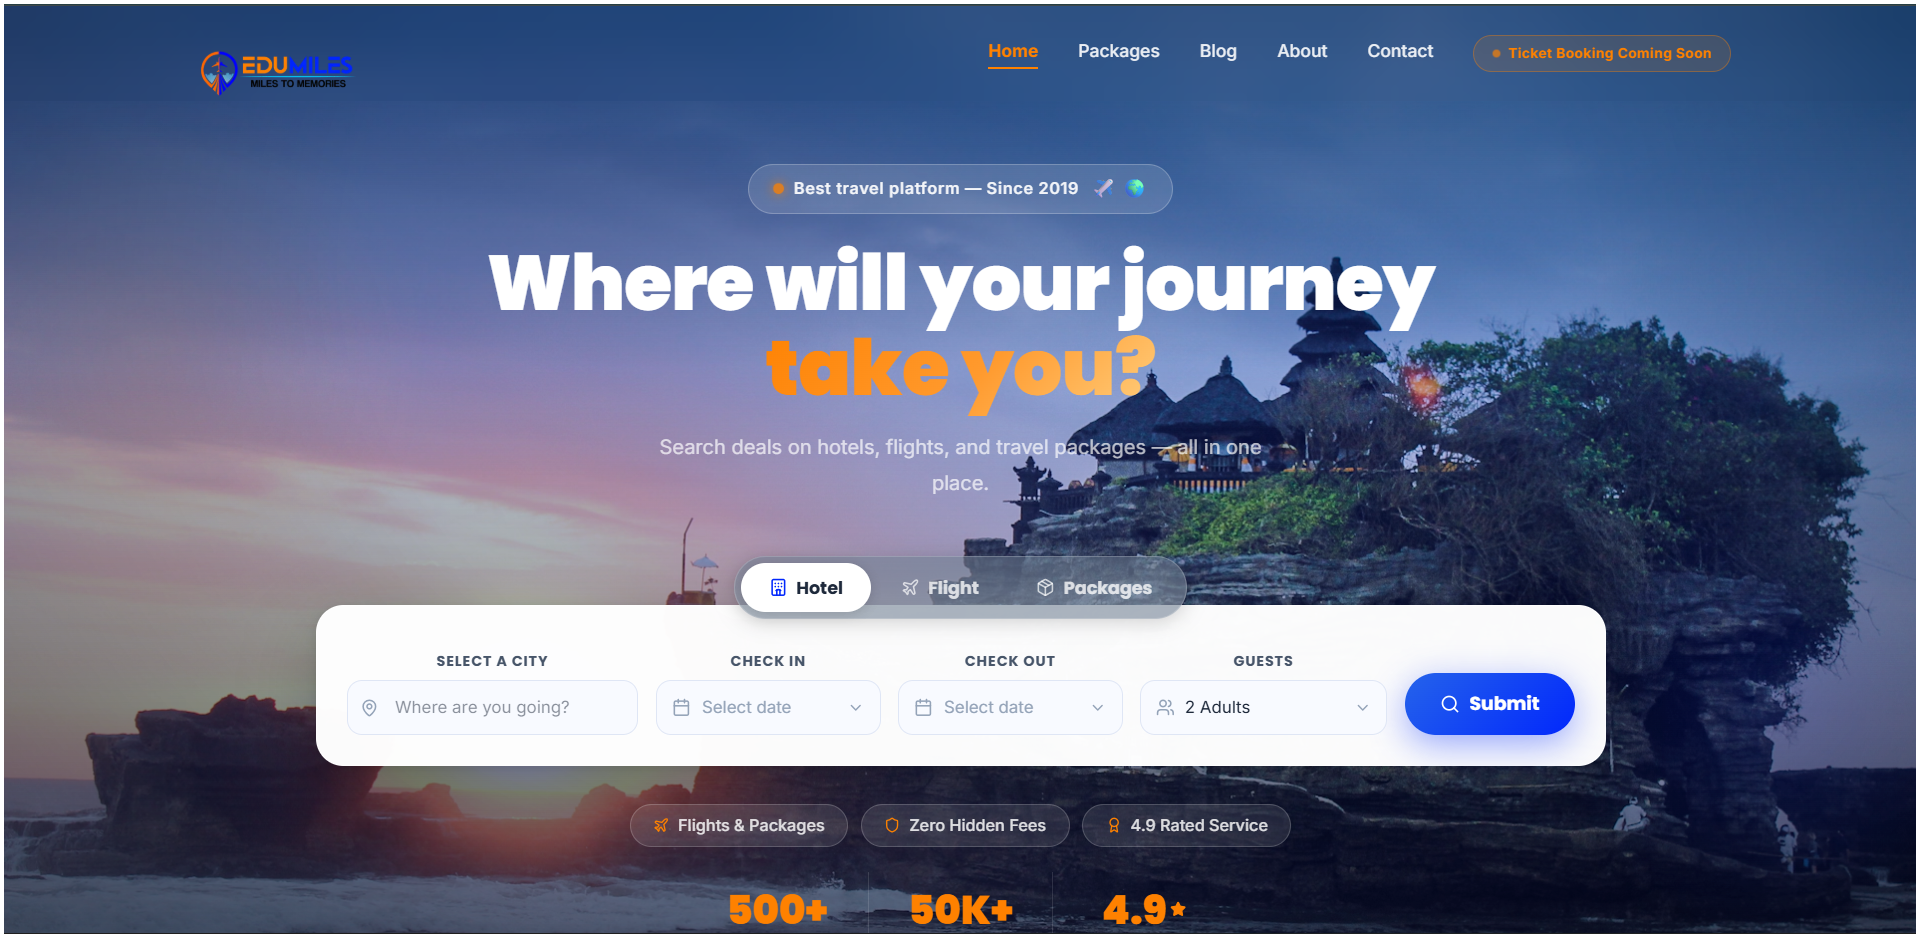 EDUMILES
MILES TO MEMORIES
Home
Packages
Blog
About
Contact
Ticket Booking Coming Soon
Best travel platform — Since 2019
Where will your journey
take you?
Search deals on hotels, flights, and travel packages — all in one
place.
Hotel
Flight
Packages
SELECT A CITY
Where are you going?
CHECK IN
Select date
CHECK OUT
Select date
GUESTS
2 Adults
Submit
Flights & Packages
Zero Hidden Fees
4.9 Rated Service
500+
50K+
4.9